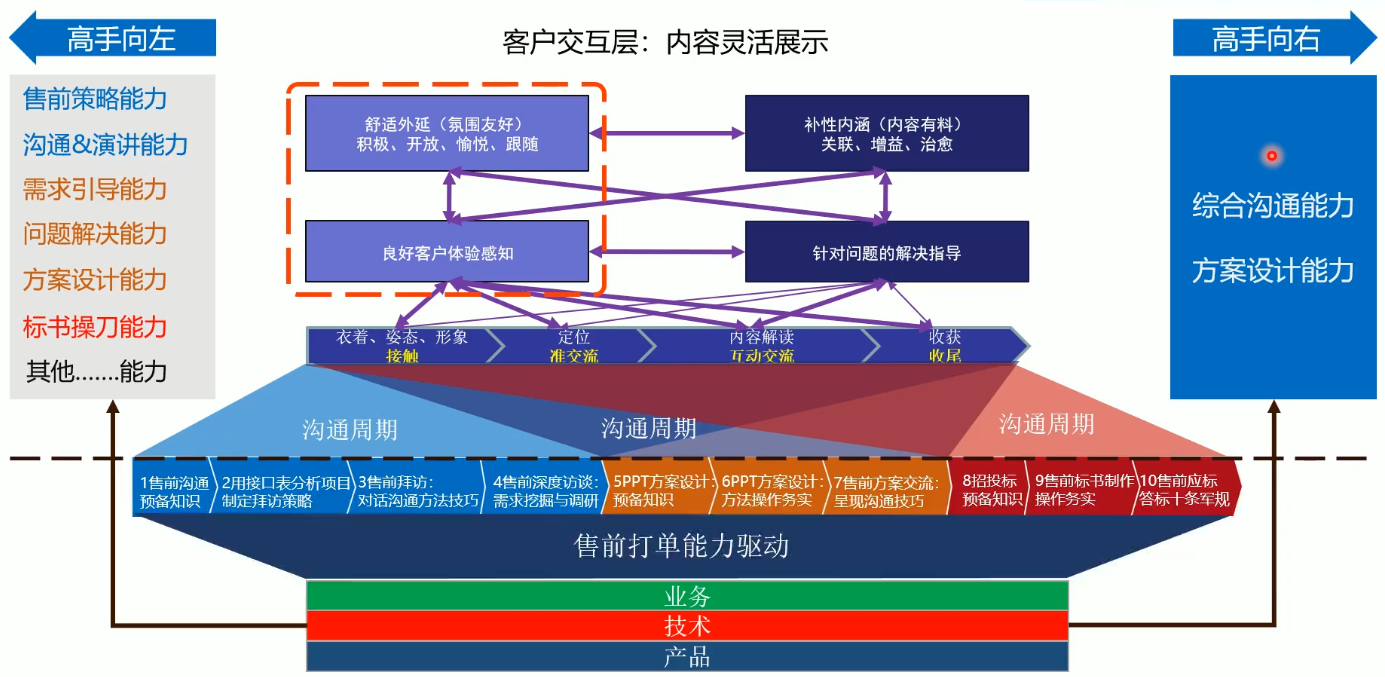 高手向左
客户交互层：内容灵活展示
高手向右
售前策略能力
沟通&演讲能力
需求引导能力
问题解决能力
方案设计能力
标书操刀能力
其他.......能力
舒适外延（氛围友好）
积极、开放、愉悦、跟随
补性内涵（内容有料）
关联、增益、治愈
良好客户体验感知
针对问题的解决指导
综合沟通能力
方案设计能力
衣着、姿态、形象
接触
定位
准交流
内容解读
互动交流
收获
收尾
沟通周期
沟通周期
沟通周期
1售前沟通
预备知识
2用接口表分析项目
制定拜访策略
3售前拜访：
对话沟通方法技巧
4售前深度访谈：
需求挖掘与调研
5PPT方案设计：
预备知识
6PPT方案设计：
方法操作务实
7售前方案交流：
呈现沟通技巧
8招投标
预备知识
9售前标书制作
操作务实
10售前应标
答标十条军规
售前打单能力驱动
业务
技术
产品